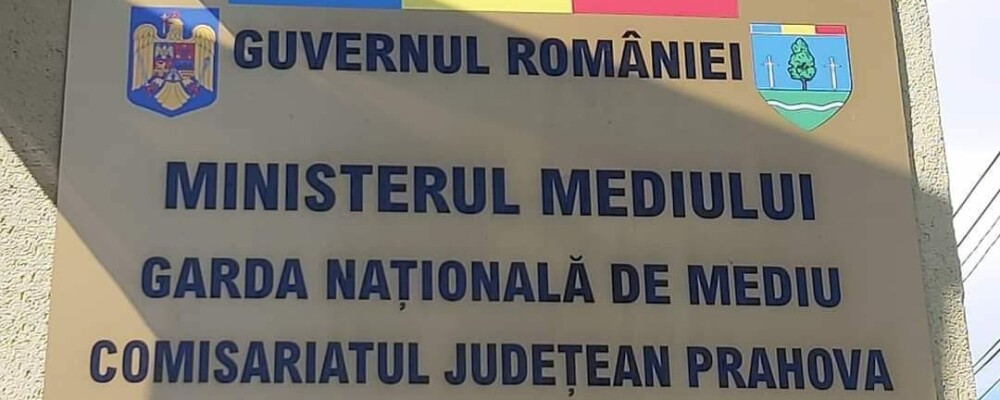 GUVERNUL ROMÂNIEI
MINISTERUL MEDIULUI
GARDA NAȚIONALĂ DE MEDIU
COMISARIATUL JUDEȚEAN PRAHOVA